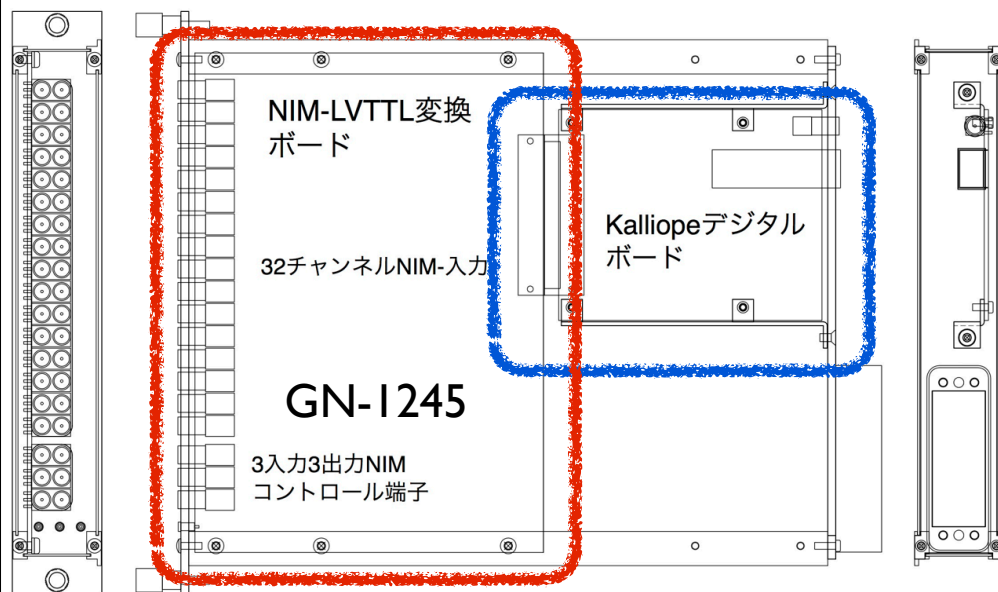 NIM-LVTTL変換
ボード
Kalliopeデジタル
ボード
32チャンネルNIM-入力
GN-1245
3入力3出力NIM
コントロール端子